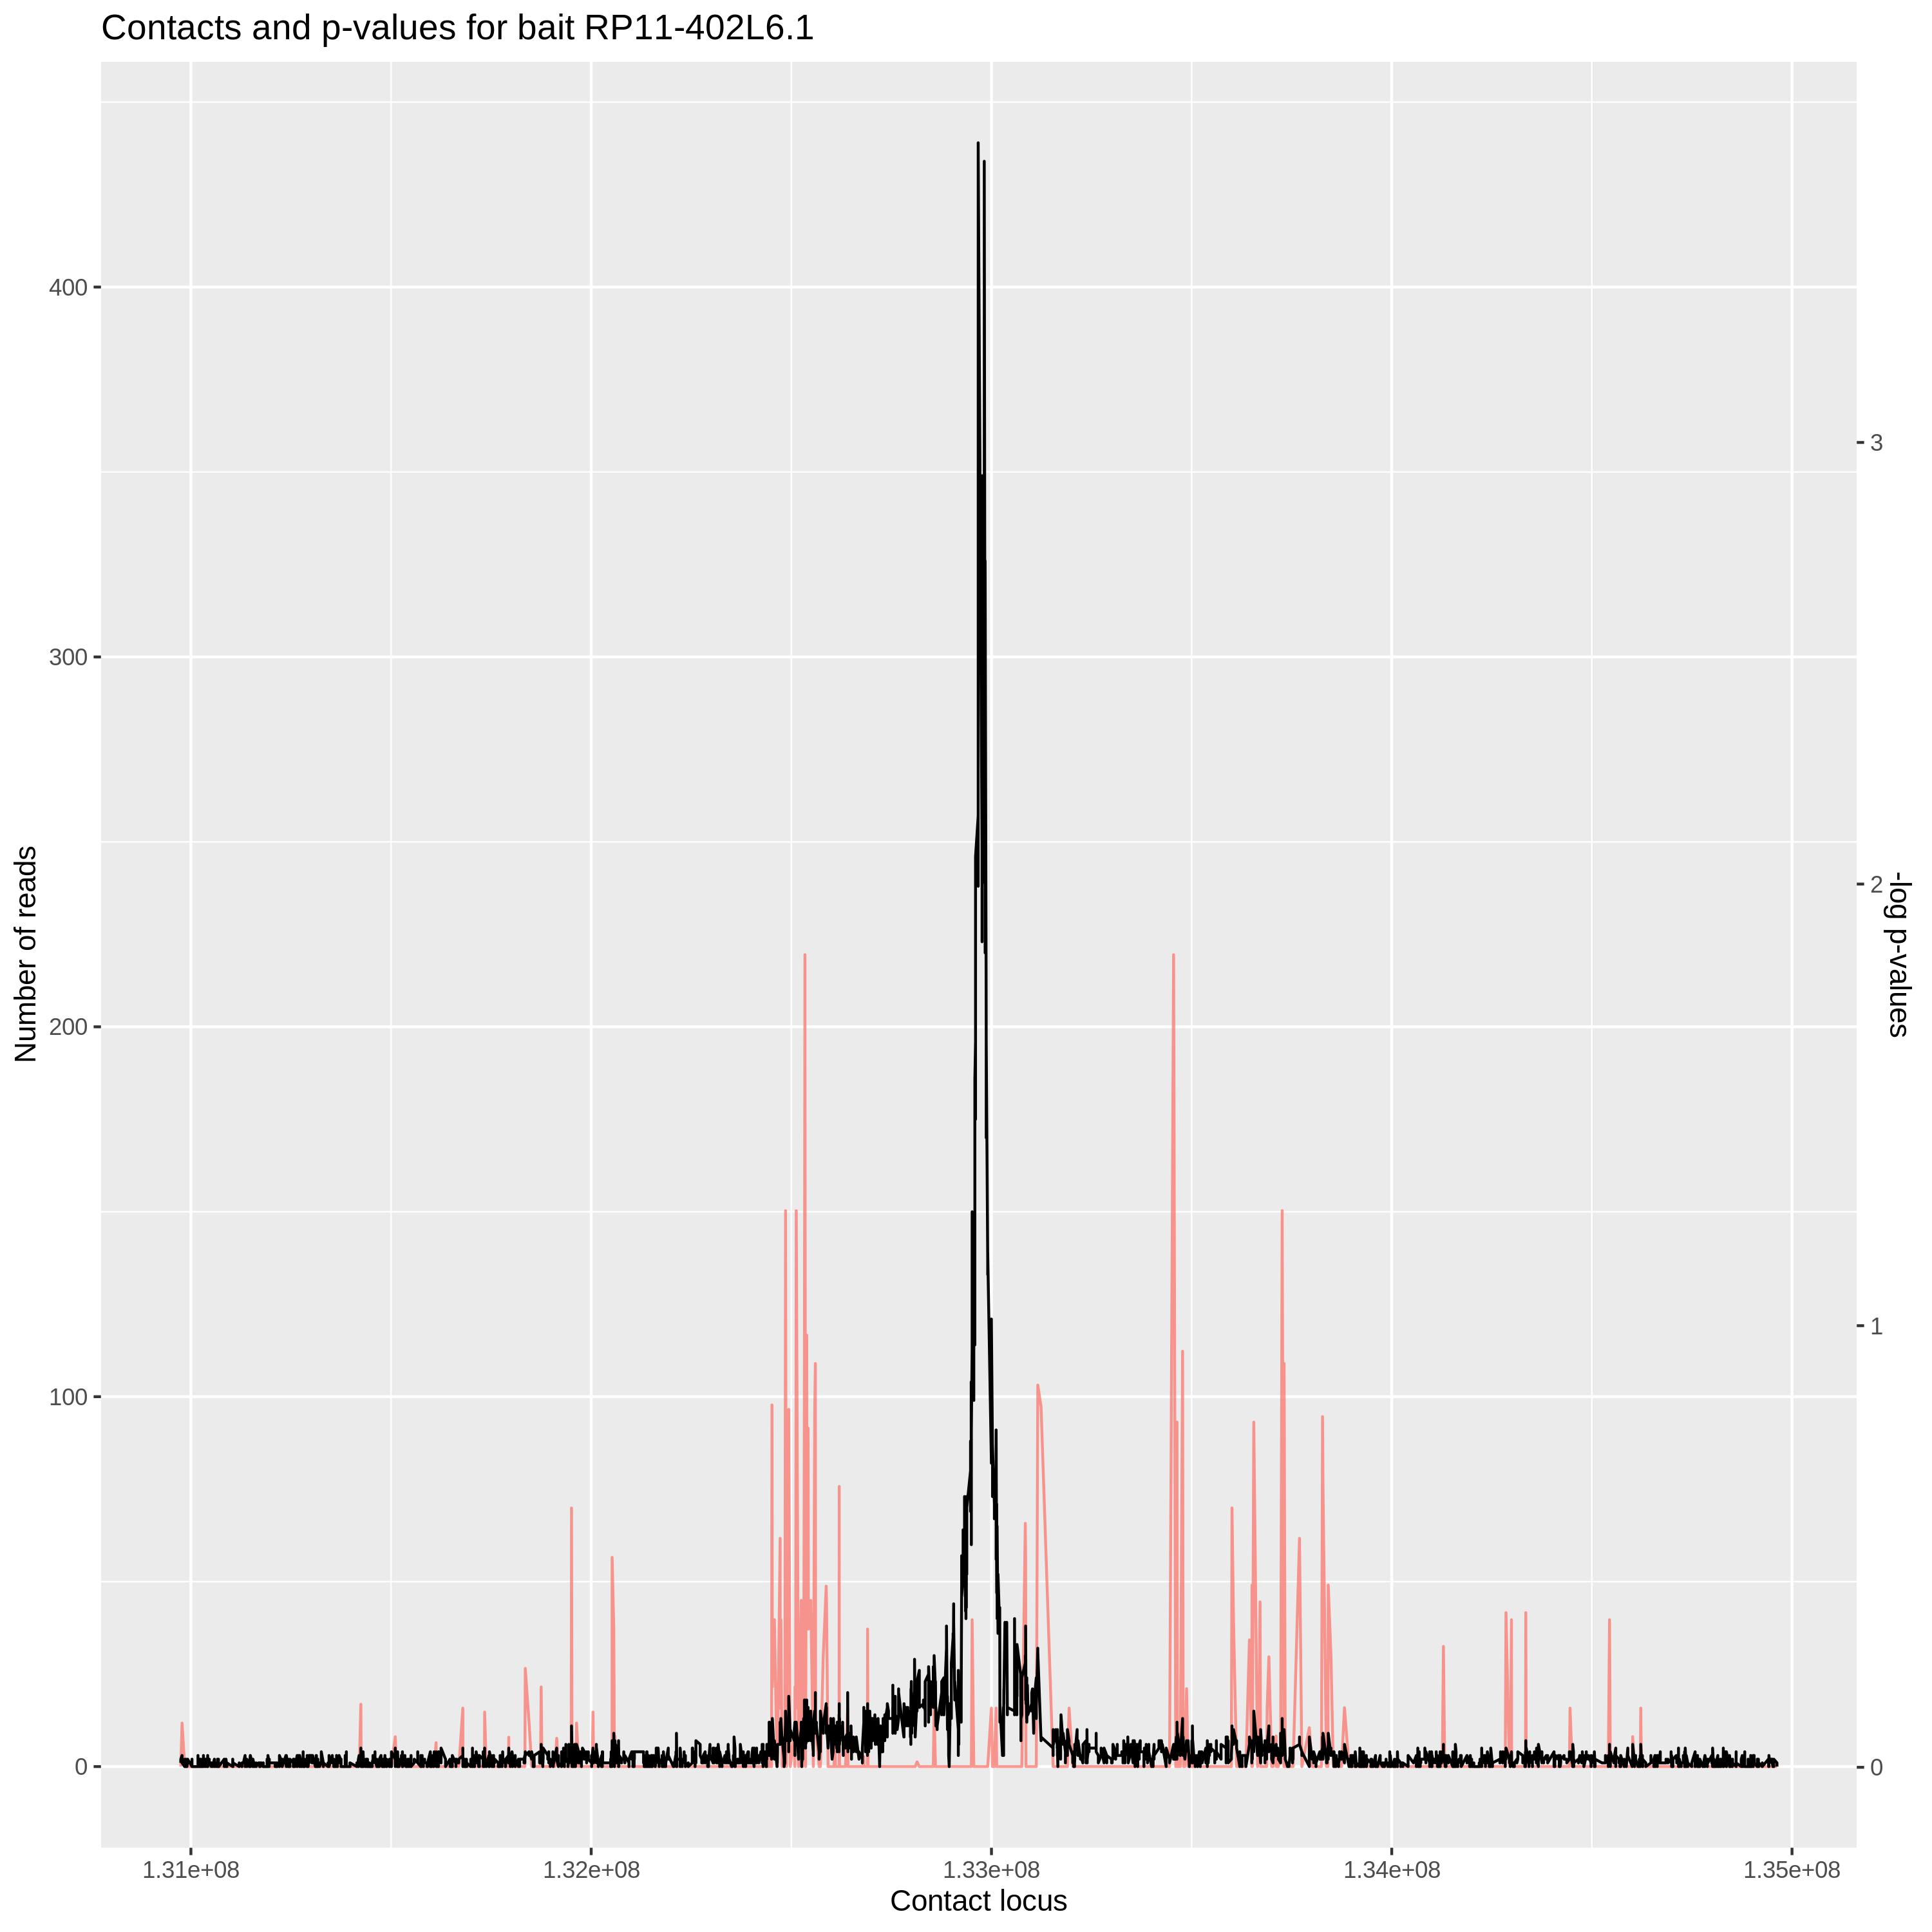 Contacts and p-values for bait RP11-402L6.1
400
300
200
100
0
Number of reads
3
2
1
0
-log p-values
1.31e+08
1.32e+08
1.33e+08
1.34e+08
1.35e+08
Contact locus